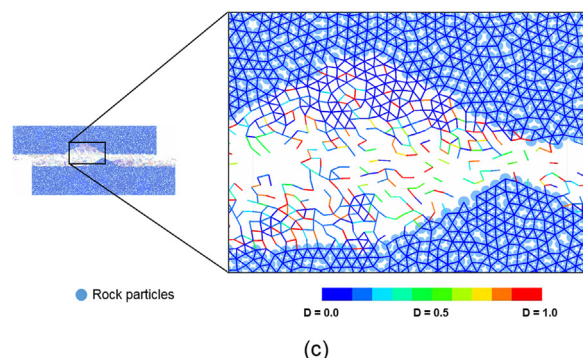 Rock particles
D = 0.0
D = 0.5
D = 1.0
(c)